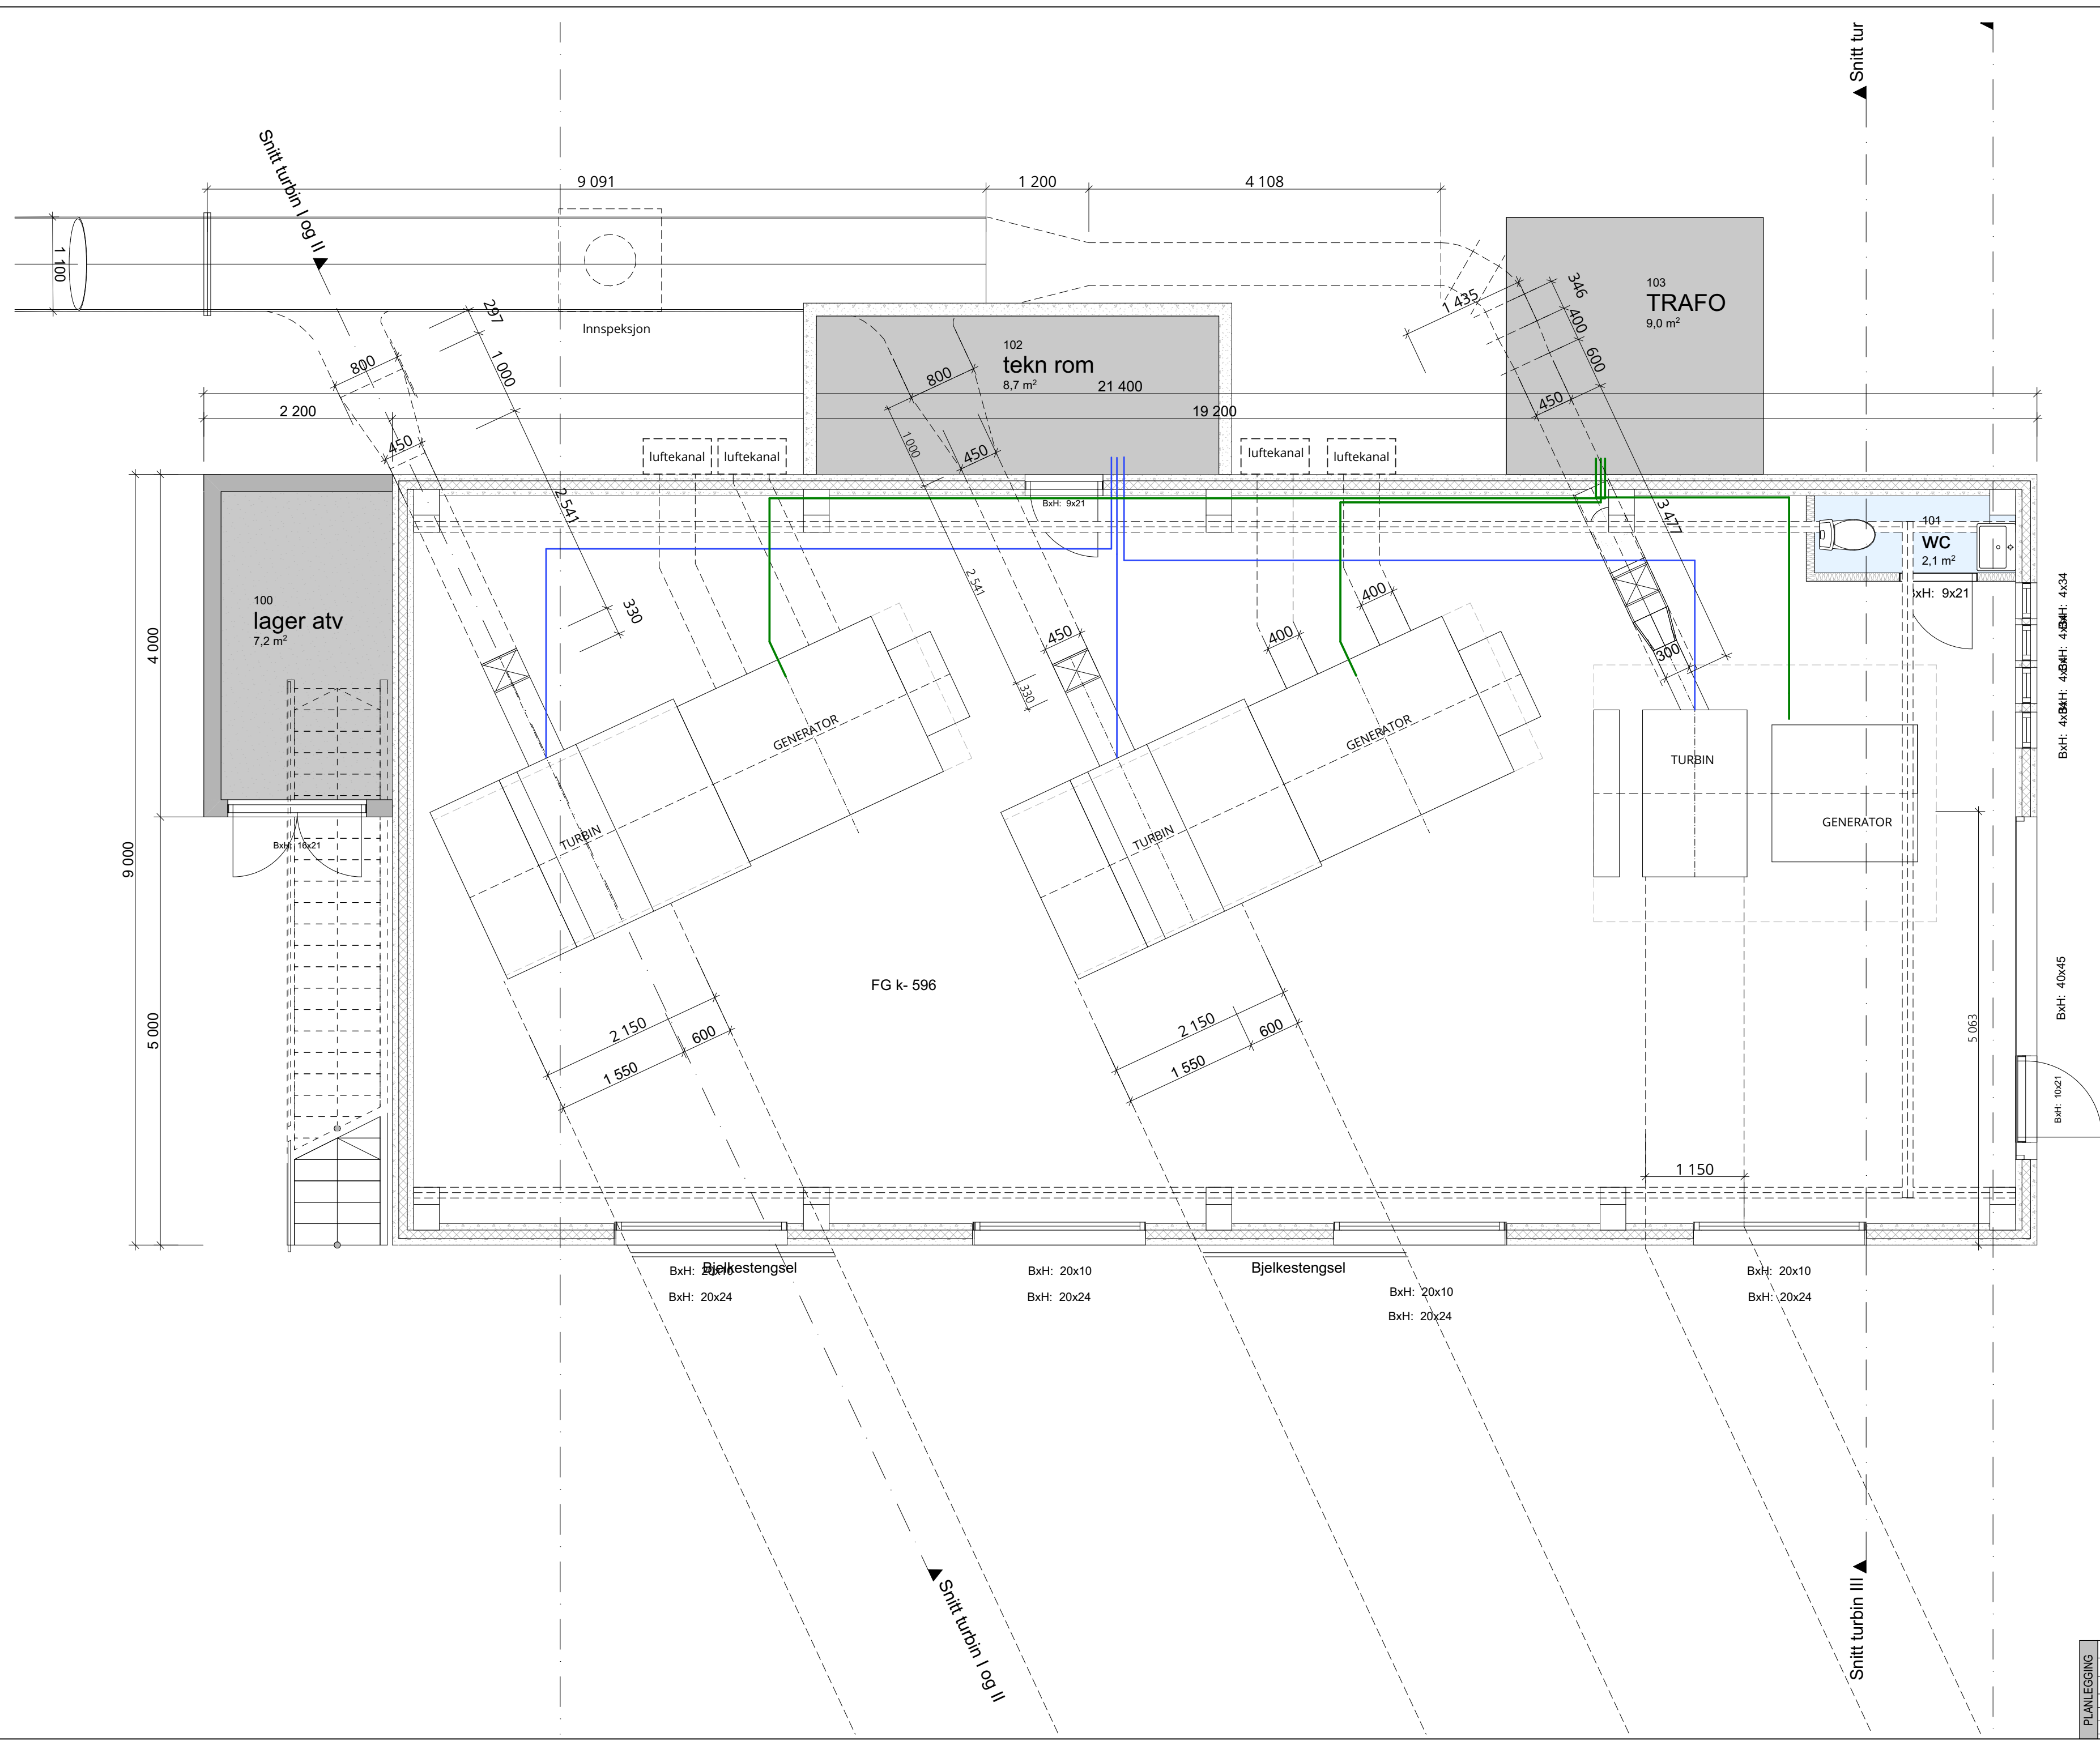 Snitt tur
Snitt turbin I og II
9 091
1 200
4 108
1 100
Innspeksjon
297
1 000
800
450
2 541
330
102
tekn rom
8,7 m²
800
21 400
2 200
19 200
1 435
346
400
600
450
103
TRAFO
9,0 m²
luftekanal
luftekanal
luftekanal
luftekanal
1000
450
BxH: 9x21
2 541
330
450
3 477
400
400
300
101
WC
2,1 m²
xH: 9x21
BxH: 4x34
BxH: 4x34
100
lager atv
7,2 m²
4 000
9 000
5 000
BxH: 16x21
GENERATOR
TURBIN
GENERATOR
TURBIN
TURBIN
GENERATOR
FG k- 596
2 150
600
1 550
2 150
600
1 550
1 150
5 063
BxH: 40x45
BxH: 10x21
Bjelkestengsel
BxH: 20x10
BxH: 20x24
BxH: 20x10
BxH: 20x24
Bjelkestengsel
BxH: 20x10
BxH: 20x24
BxH: 20x10
BxH: 20x24
Snitt turbin I og II
Snitt turbin III
PLANLEGGING